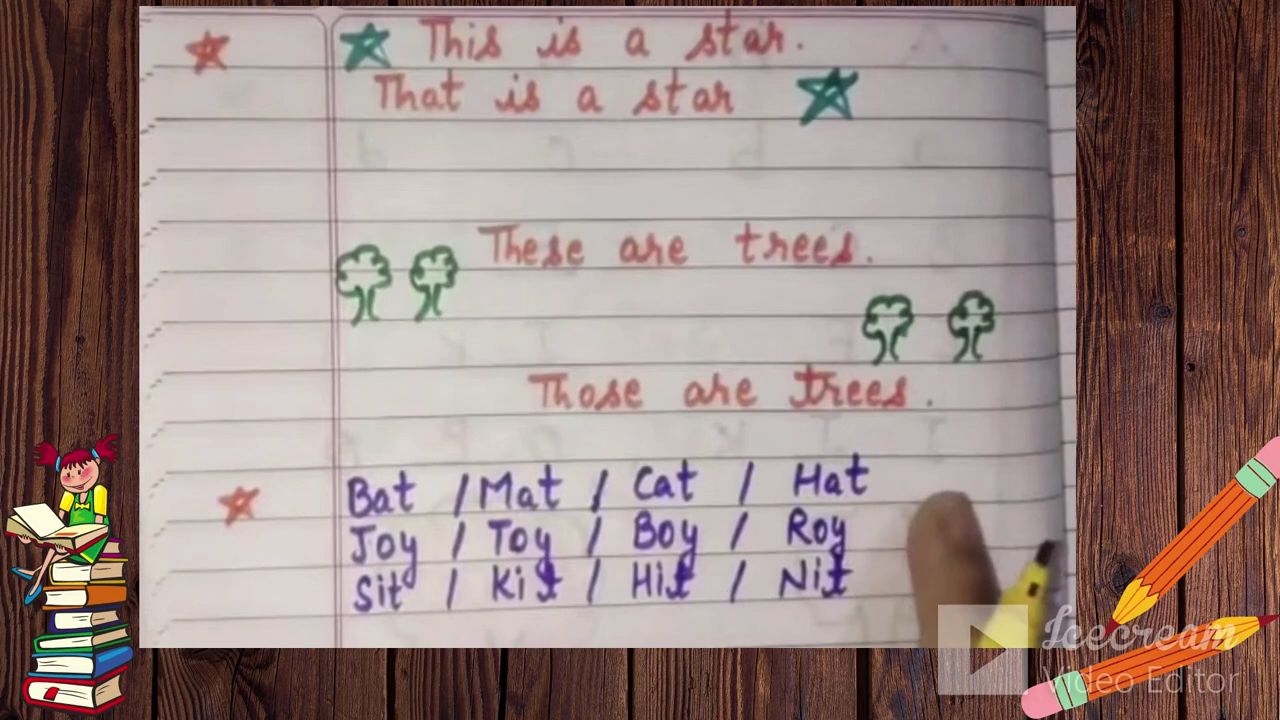 This is a star.
That is a star
These are trees.
Those are trees.
Bat / Mat / Cat / Hat
Joy / Toy / Boy / Roy
Sit / Kit / Hit / Nit
Icecream
Video Editor